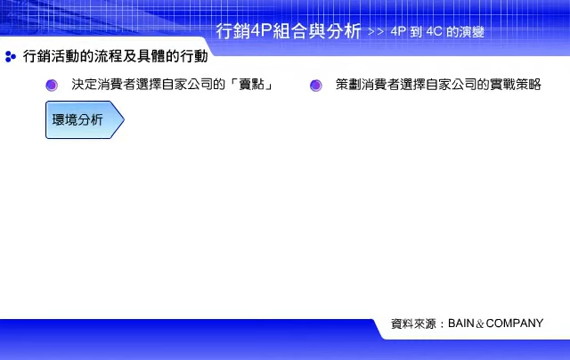 行銷4P組合與分析 >> 4P 到 4C 的演變
行銷活動的流程及具體的行動
決定消費者選擇自家公司的「賣點」
策劃消費者選擇自家公司的實戰策略
環境分析
資料來源：BAIN＆COMPANY